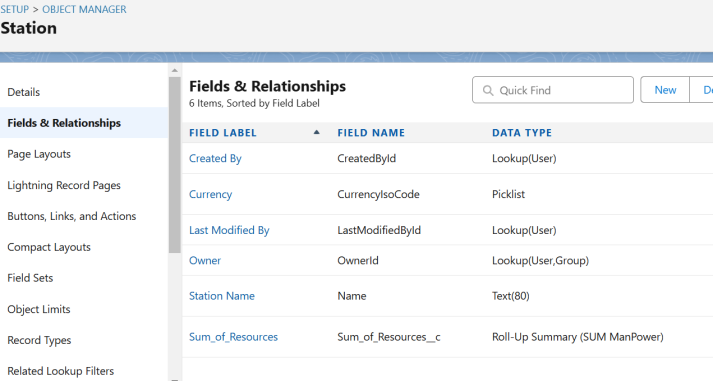 SETUP > OBJECT MANAGER
Station
Details
Fields & Relationships
Page Layouts
Lightning Record Pages
Buttons, Links, and Actions
Compact Layouts
Field Sets
Object Limits
Record Types
Related Lookup Filters
Fields & Relationships
6 Items, Sorted by Field Label
Quick Find
New
De
FIELD LABEL FIELD NAME DATA TYPE
Created By CreatedById Lookup(User)
Currency CurrencyIsoCode Picklist
Last Modified By LastModifiedById Lookup(User)
Owner OwnerId Lookup(User,Group)
Station Name Name Text(80)
Sum_of_Resources Sum_of_Resources__c Roll-Up Summary (SUM ManPower)